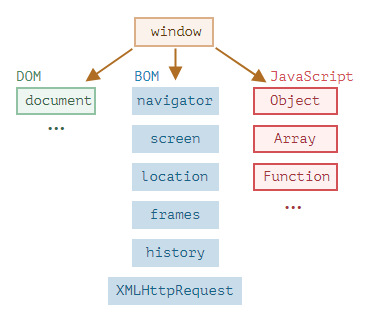 window
DOM
document
...
BOM
navigator
screen
location
frames
history
XMLHttpRequest
JavaScript
Object
Array
Function
...